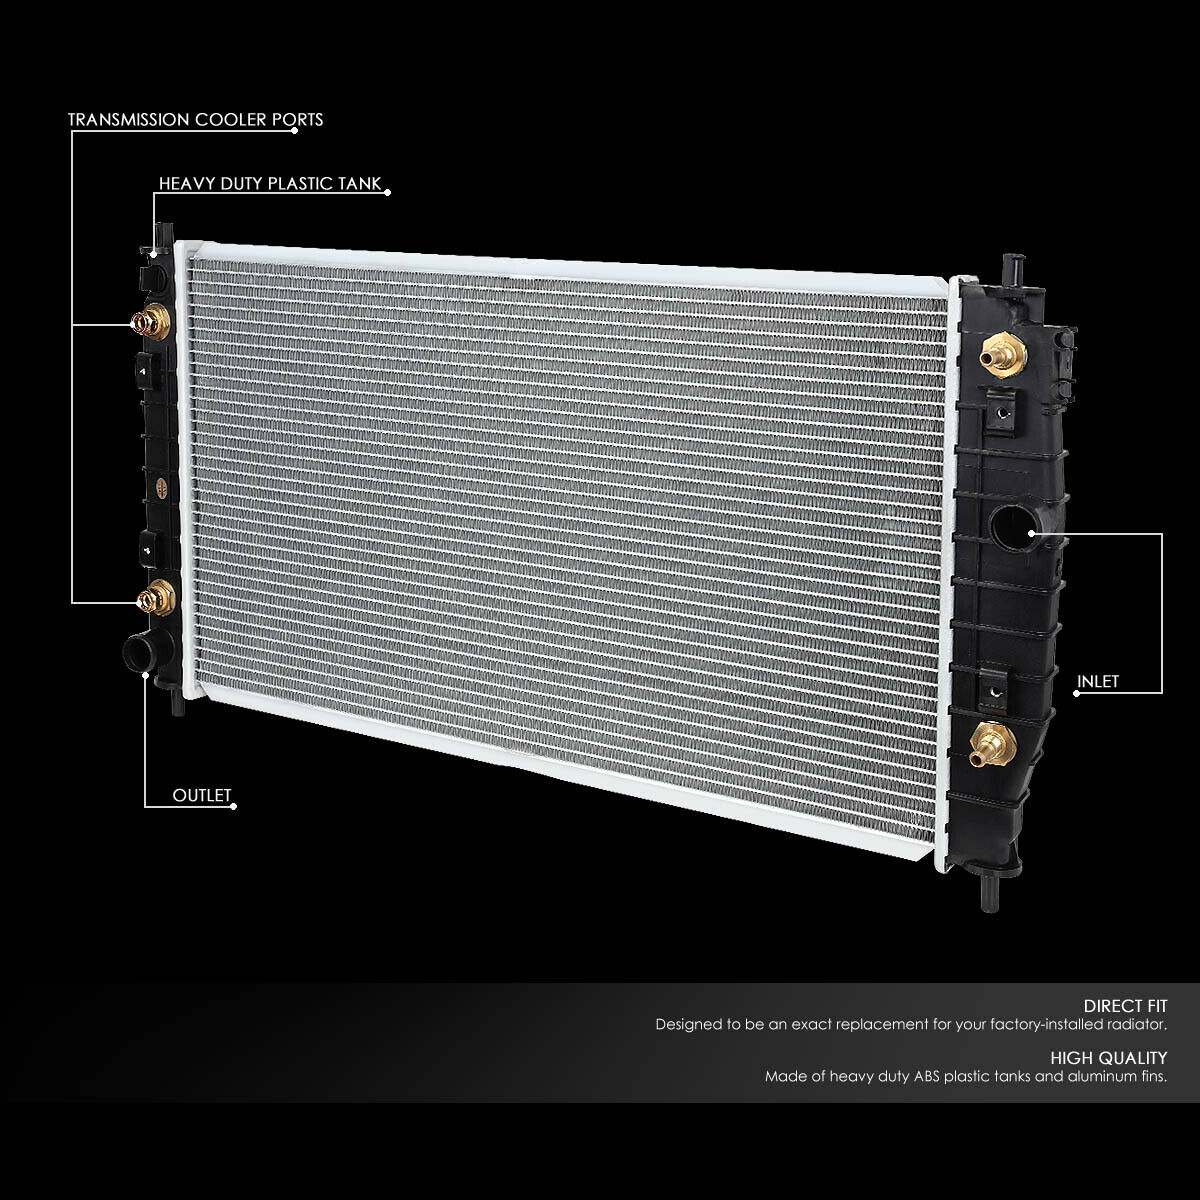 TRANSMISSION COOLER PORTS
HEAVY DUTY PLASTIC TANK
INLET
OUTLET
DIRECT FIT
Designed to be an exact replacement for your factory-installed radiator.
HIGH QUALITY
Made of heavy duty ABS plastic tanks and aluminum fins.